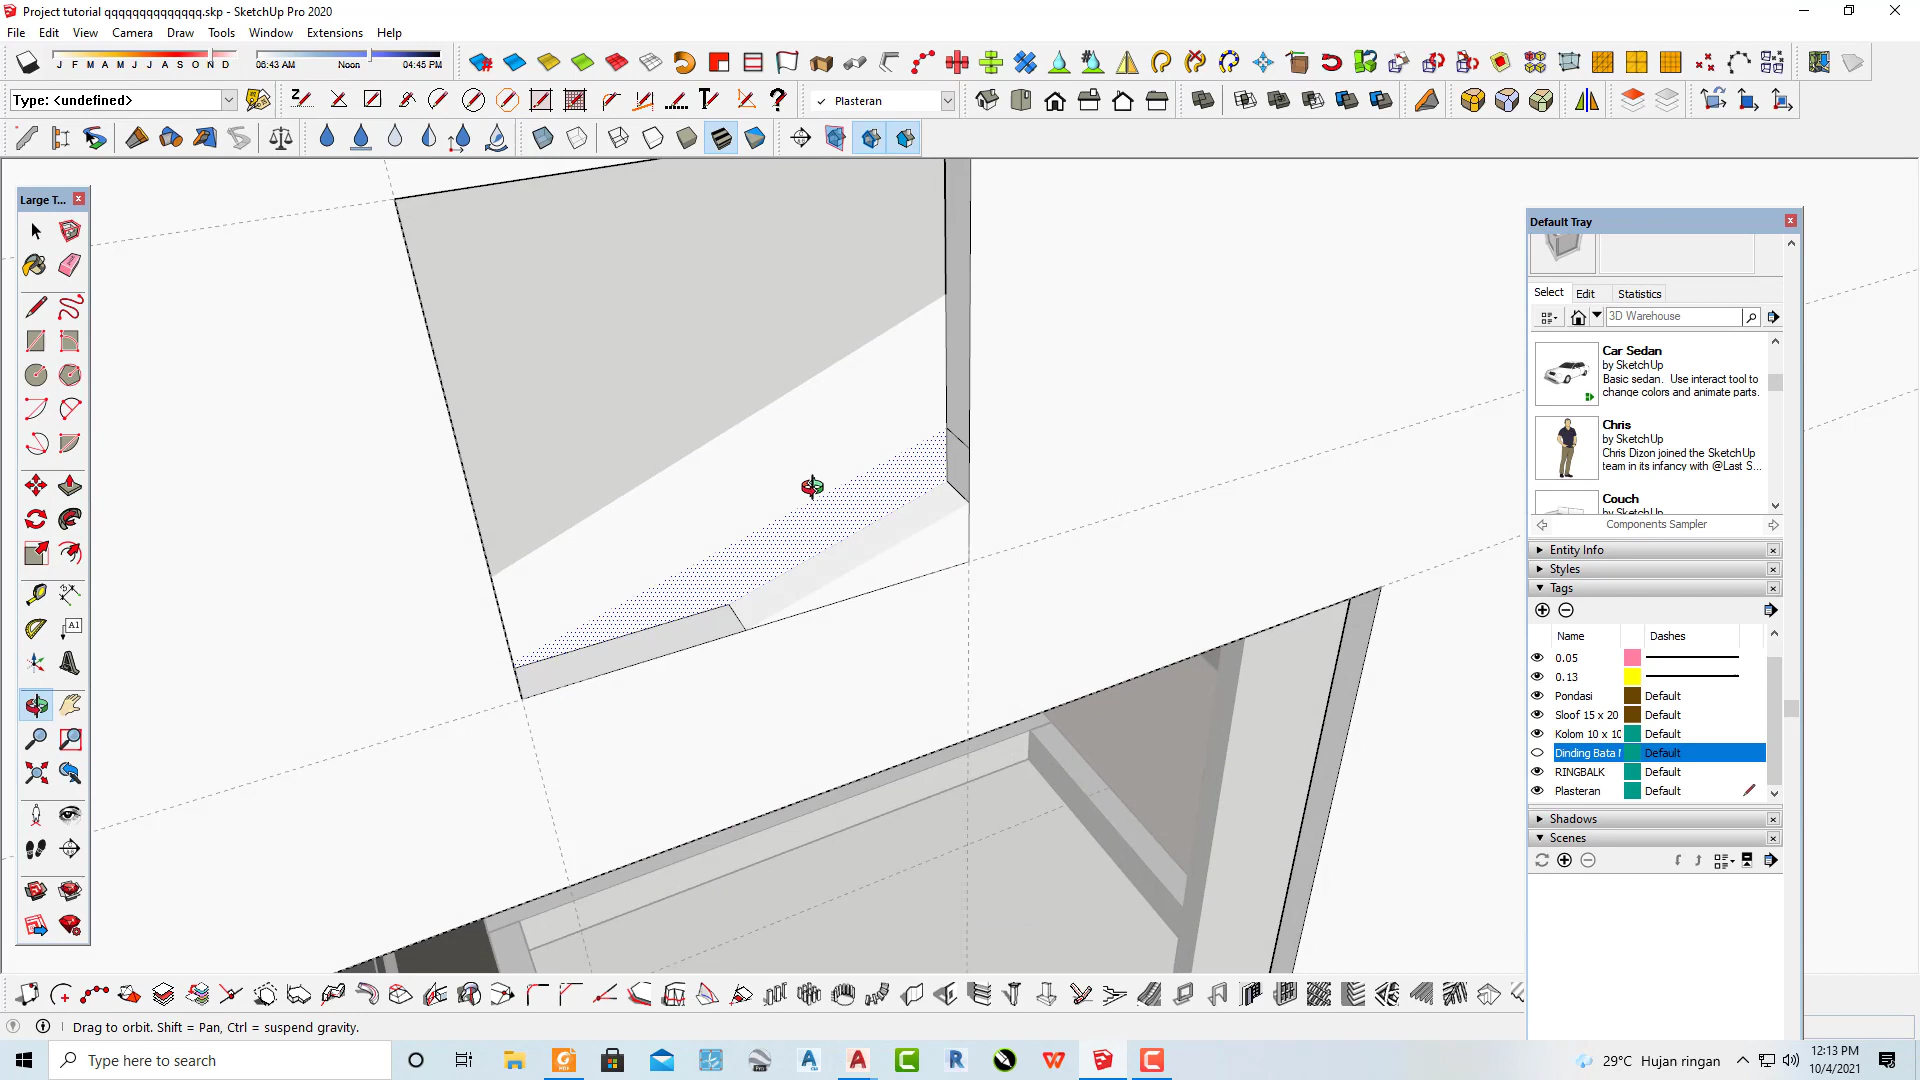 Project tutorial qqqqqqqqqqqqqq.skp - SketchUp Pro 2020
File Edit View Camera Draw Tools Window Extensions Help
J F M A M J J A S O N D
06:43 AM Noon 04:45 PM
Type: <undefined>
✓ Plasteran
Large T...
Default Tray
Select Edit Statistics
3D Warehouse
Car Sedan
by SketchUp
Basic sedan. Use interact tool to
change colors and animate parts.
Chris
by SketchUp
Chris Dizon joined the SketchUp
team in its infancy with @Last S...
Couch
by SketchUp
Components Sampler
Entity Info
Styles
Tags
Name Dashes
0.05
0.13
Pondasi Default
Sloof 15 x 20 Default
Kolom 10 x 10 Default
Dinding Bata Default
RINGBALK Default
Plasteran Default
Shadows
Scenes
A1
Drag to orbit. Shift = Pan, Ctrl = suspend gravity.
Type here to search
29°C Hujan ringan
12:13 PM
10/4/2021